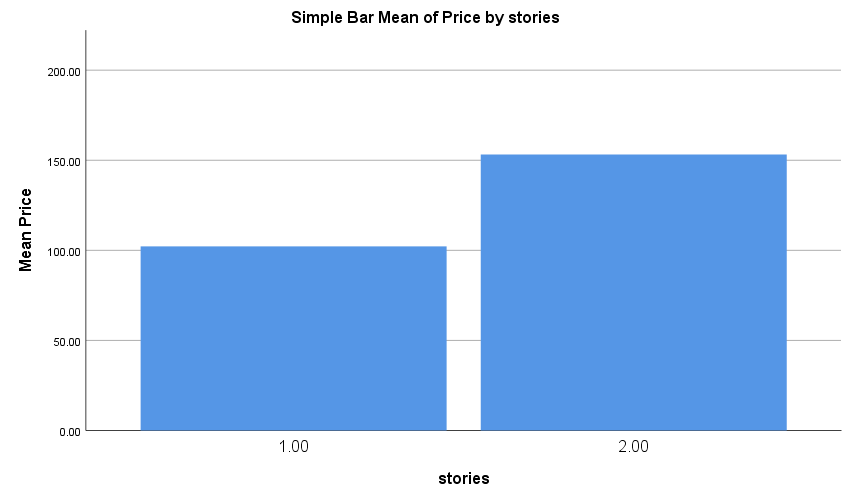 Simple Bar Mean of Price by stories
200.00
150.00
100.00
50.00
0.00
Mean Price
1.00
2.00
stories